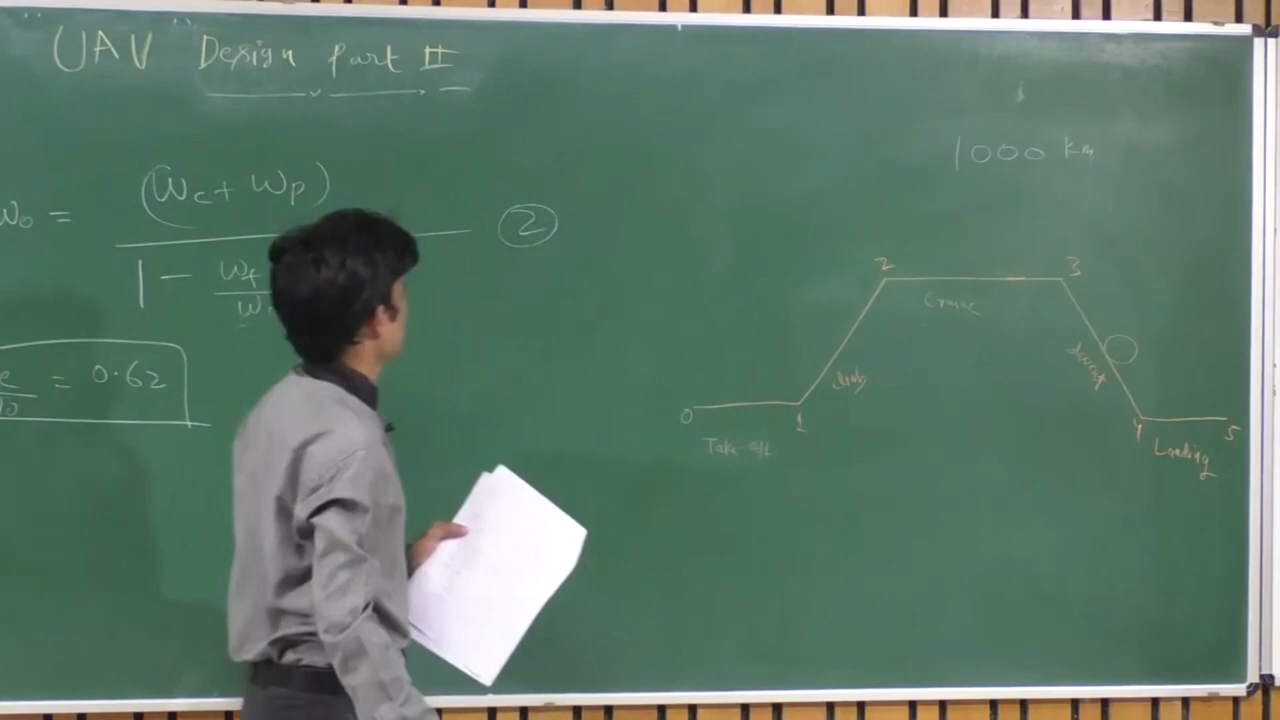 "UAV" Design Part II
1000 Km
(Wc + Wp)
W0 = ②
1 - Wf
W
2 3
Cruise
e = 0.62
0 1 4 5
Take-off
Landing